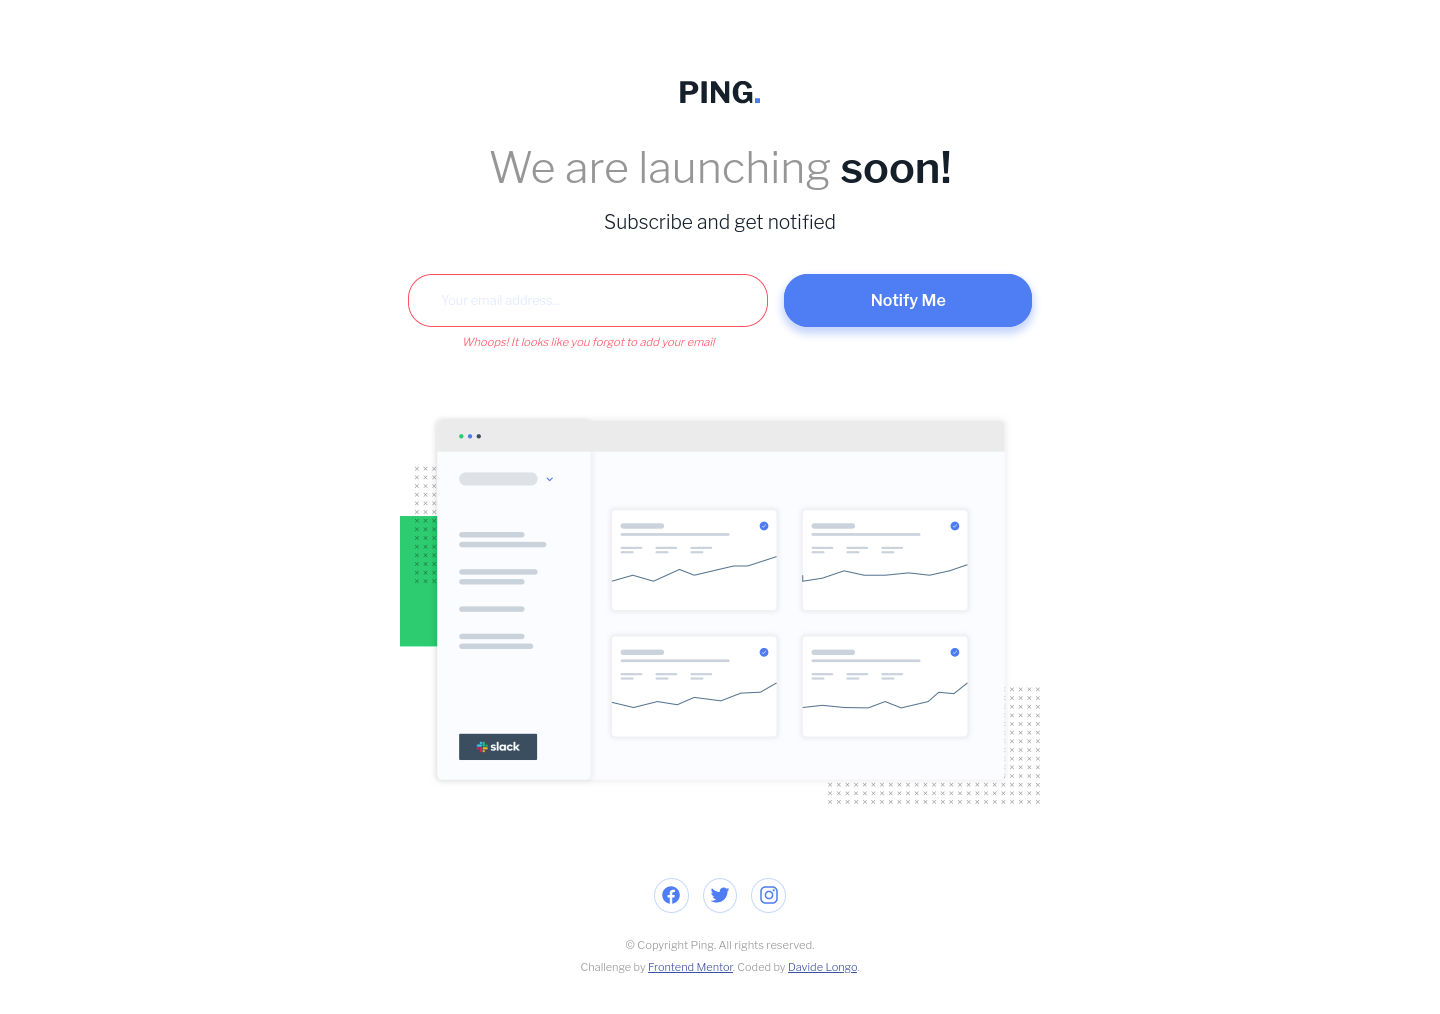 PING.
We are launching soon!
Subscribe and get notified
Your email address...
Notify Me
Whoops! It looks like you forgot to add your email
slack
© Copyright Ping. All rights reserved.
Challenge by Frontend Mentor. Coded by Davide Longo.